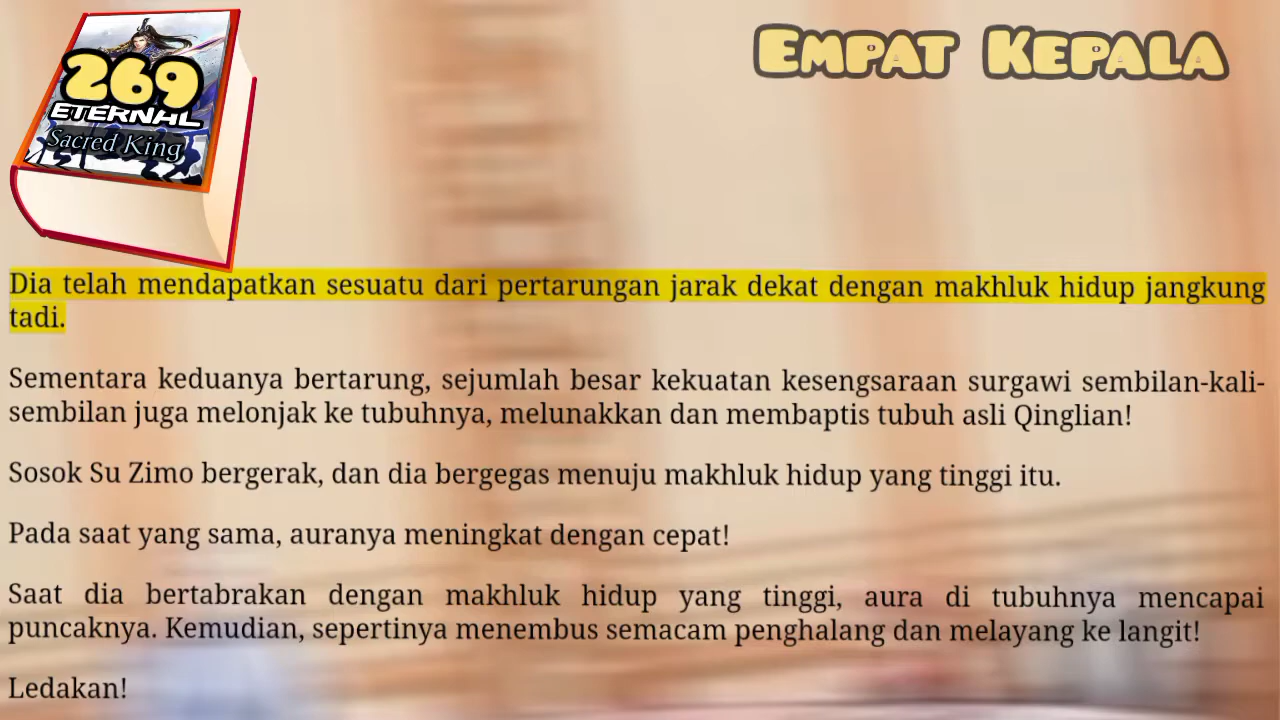 269
ETERNAL
Sacred King
EMPAT KEPALA
Dia telah mendapatkan sesuatu dari pertarungan jarak dekat dengan makhluk hidup jangkung
tadi.
Sementara keduanya bertarung, sejumlah besar kekuatan kesengsaraan surgawi sembilan-kali-
sembilan juga melonjak ke tubuhnya, melunakkan dan membaptis tubuh asli Qinglian!
Sosok Su Zimo bergerak, dan dia bergegas menuju makhluk hidup yang tinggi itu.
Pada saat yang sama, auranya meningkat dengan cepat!
Saat dia bertabrakan dengan makhluk hidup yang tinggi, aura di tubuhnya mencapai
puncaknya. Kemudian, sepertinya menembus semacam penghalang dan melayang ke langit!
Ledakan!